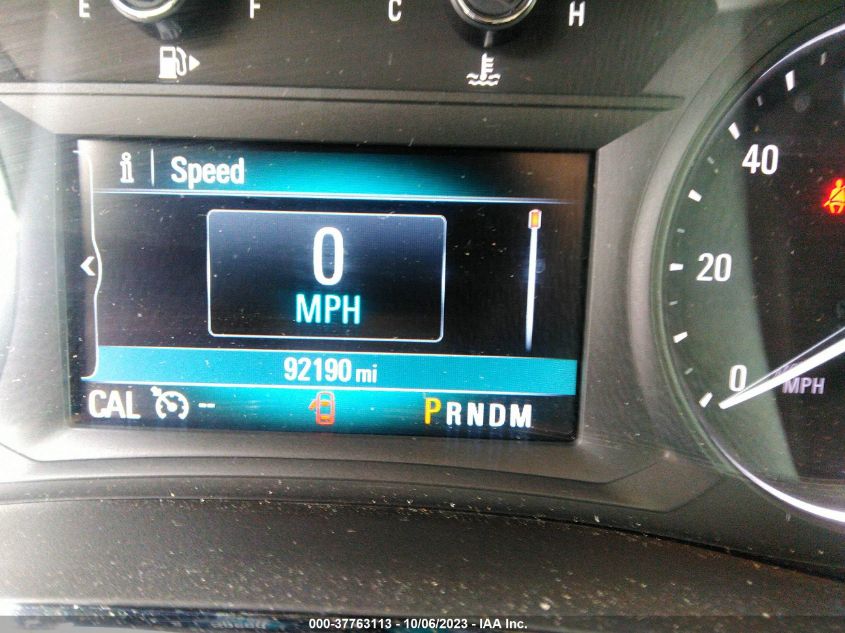 E F C H
i Speed
40
0
MPH
20
92190 mi
0 MPH
CAL -- PRNDM
000-37763113 - 10/06/2023 - IAA Inc.